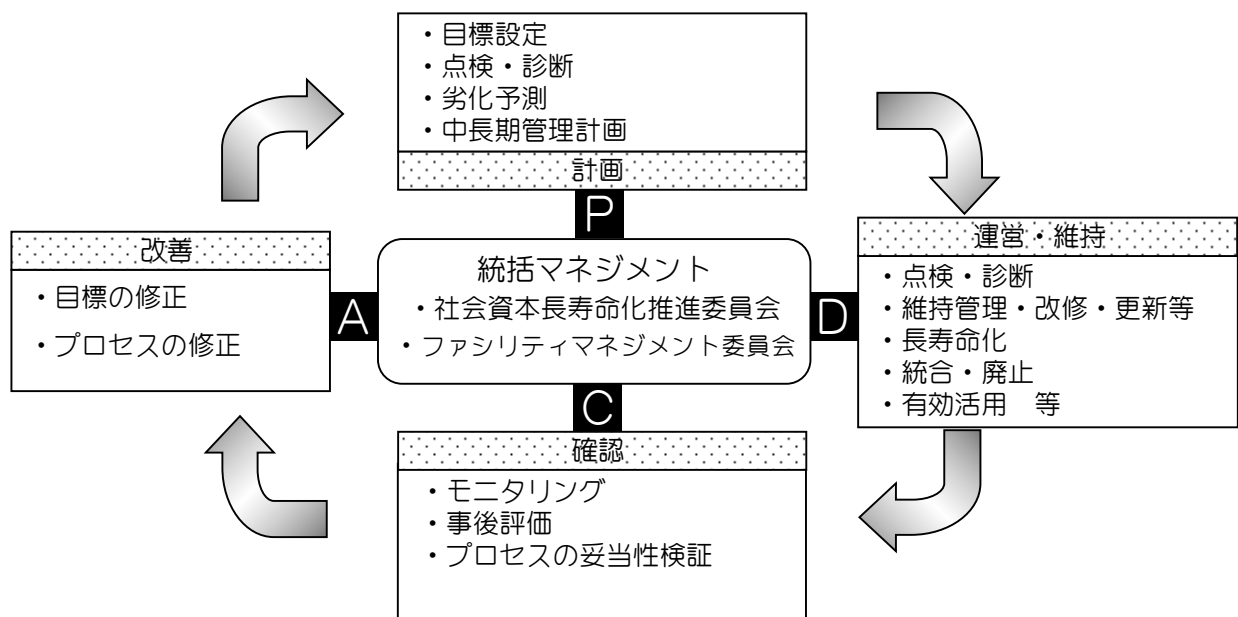 ・目標設定
・点検・診断
・劣化予測
・中長期管理計画
計画
P
改善
・目標の修正
・プロセスの修正
A
統括マネジメント
・社会資本長寿命化推進委員会
・ファシリティマネジメント委員会
D
運営・維持
・点検・診断
・維持管理・改修・更新等
・長寿命化
・統合・廃止
・有効活用　等
C
確認
・モニタリング
・事後評価
・プロセスの妥当性検証